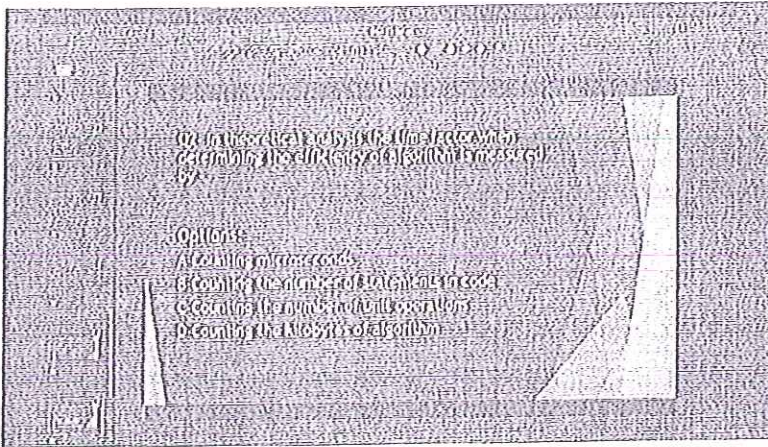 Q2: In theoretical analysis the time factor when
determining the efficiency of algorithm is measured
by
Options:
A:Counting microseconds
B:Counting the number of statements in code
C:Counting the number of unit operations
D:Counting the kilobytes of algorithm